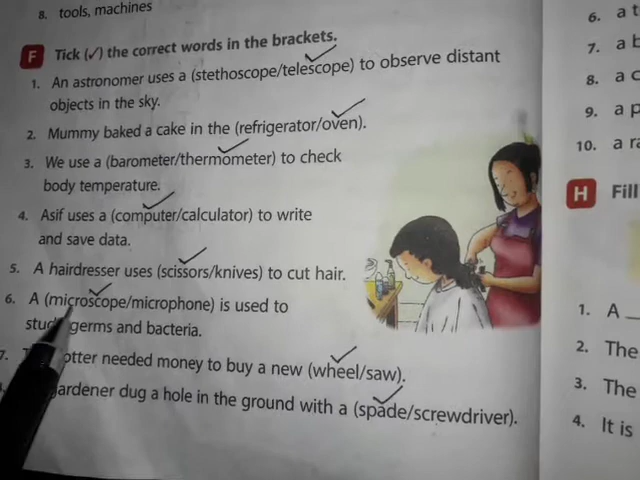 8. tools, machines
F Tick (✓) the correct words in the brackets.
1. An astronomer uses a (stethoscope/telescope) to observe distant
objects in the sky.
2. Mummy baked a cake in the (refrigerator/oven).
3. We use a (barometer/thermometer) to check
body temperature.
4. Asif uses a (computer/calculator) to write
and save data.
5. A hairdresser uses (scissors/knives) to cut hair.
6. A (microscope/microphone) is used to
germs and bacteria.
7. needed money to buy a new (wheel/saw).
dug a hole in the ground with a (spade/screwdriver).
6. a
7. a
8. a
9. a
10. a
H Fill
1. A
2. The
3. The
4. It is